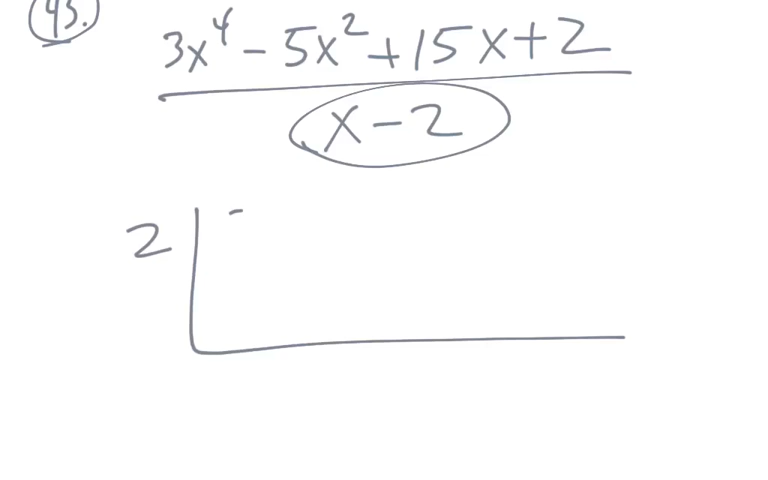 43.
3x⁴ - 5x² + 15x + 2
x - 2
2